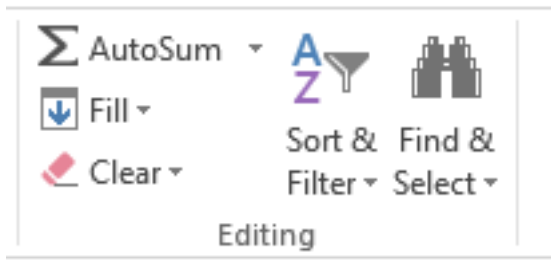 Σ AutoSum
Fill
Clear
A
Z
Sort &
Filter
Find &
Select
Editing